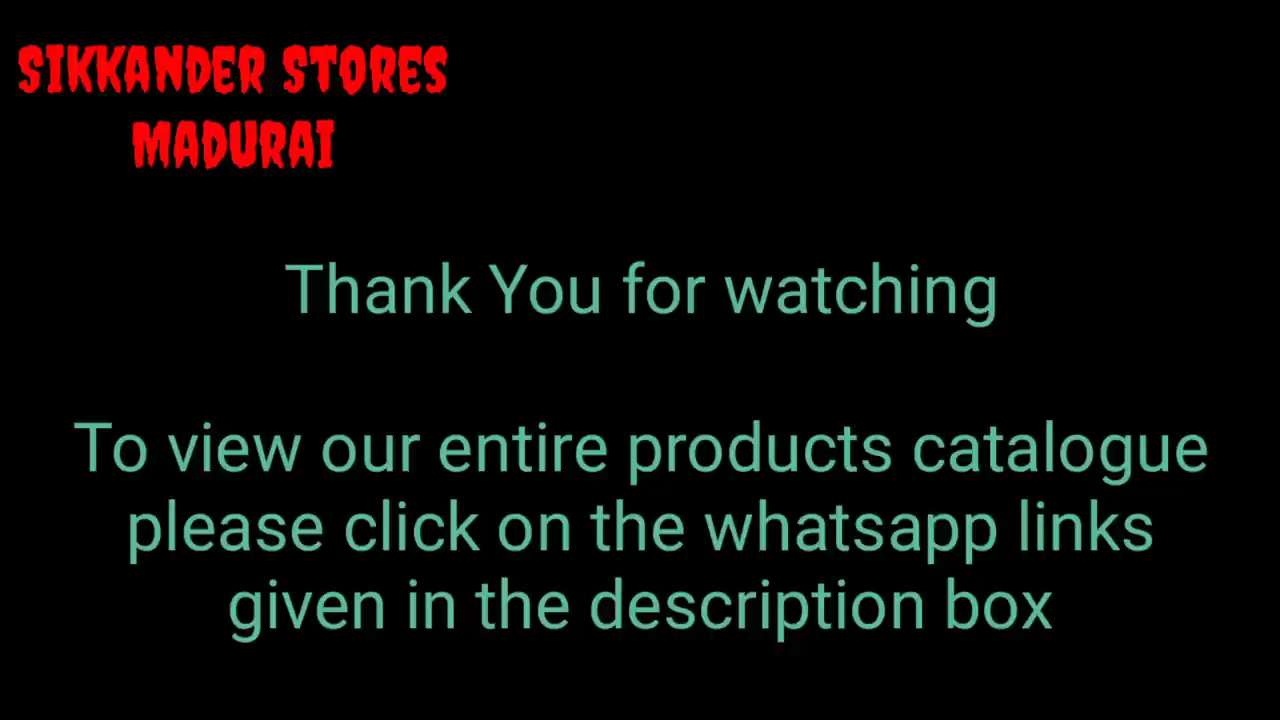 SIKKANDER STORES
MADURAI
Thank You for watching
To view our entire products catalogue
please click on the whatsapp links
given in the description box